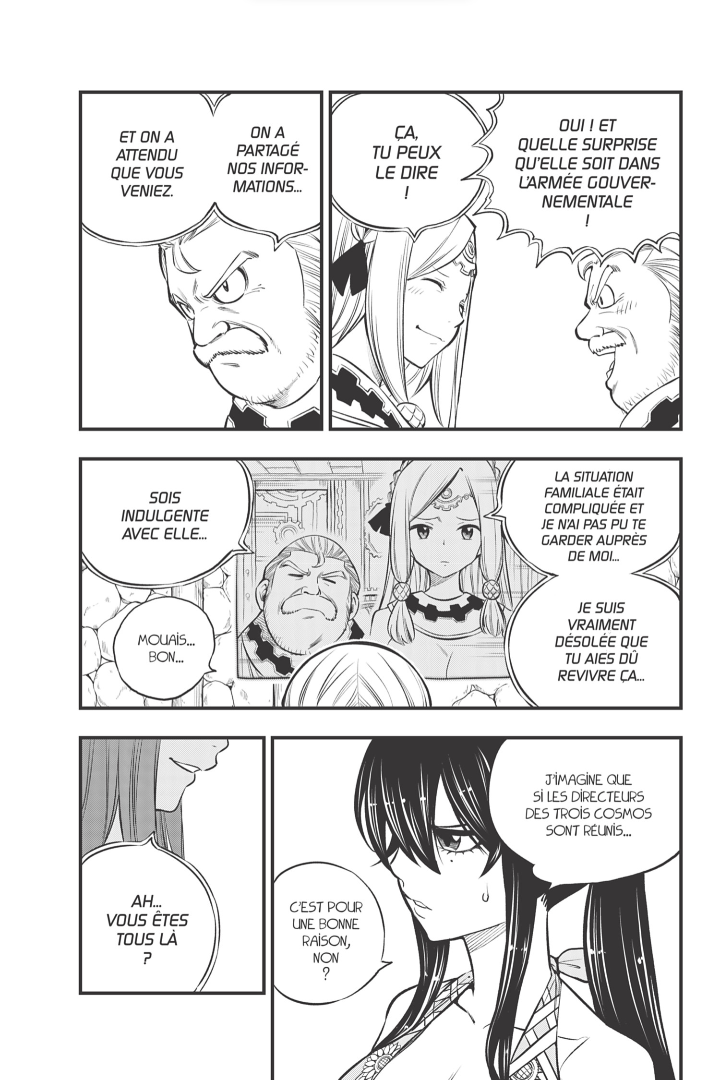 OUI ! ET
QUELLE SURPRISE
QU'ELLE SOIT DANS
L'ARMÉE GOUVER-
NEMENTALE
!
ÇA,
TU PEUX
LE DIRE
!
ON A
PARTAGÉ
NOS INFOR-
MATIONS...
ET ON A
ATTENDU
QUE VOUS
VENIEZ.
LA SITUATION
FAMILIALE ÉTAIT
COMPLIQUÉE ET
JE N'AI PAS PU TE
GARDER AUPRÈS
DE MOI...
JE SUIS
VRAIMENT
DÉSOLÉE QUE
TU AIES DÛ
REVIVRE ÇA...
SOIS
INDULGENTE
AVEC ELLE...
MOUAIS...
BON...
J'IMAGINE QUE
SI LES DIRECTEURS
DES TROIS COSMOS
SONT RÉUNIS...
C'EST POUR
UNE BONNE
RAISON,
NON
?
AH...
VOUS ÊTES
TOUS LÀ
?